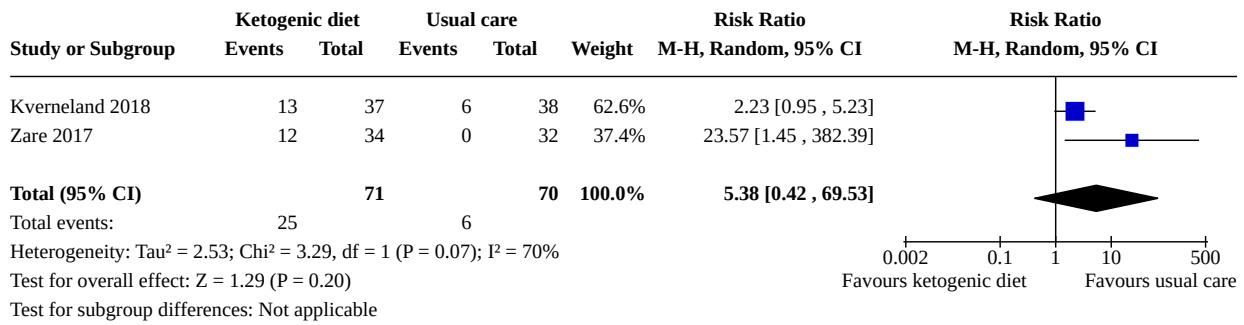 Ketogenic diet Usual care Risk Ratio Risk Ratio
Study or Subgroup Events Total Events Total Weight M-H, Random, 95% CI M-H, Random, 95% CI
Kverneland 2018 13 37 6 38 62.6% 2.23 [0.95 , 5.23]
Zare 2017 12 34 0 32 37.4% 23.57 [1.45 , 382.39]
Total (95% CI) 71 70 100.0% 5.38 [0.42 , 69.53]
Total events: 25 6
Heterogeneity: Tau² = 2.53; Chi² = 3.29, df = 1 (P = 0.07); I² = 70%
0.002 0.1 1 10 500
Test for overall effect: Z = 1.29 (P = 0.20) Favours ketogenic diet Favours usual care
Test for subgroup differences: Not applicable